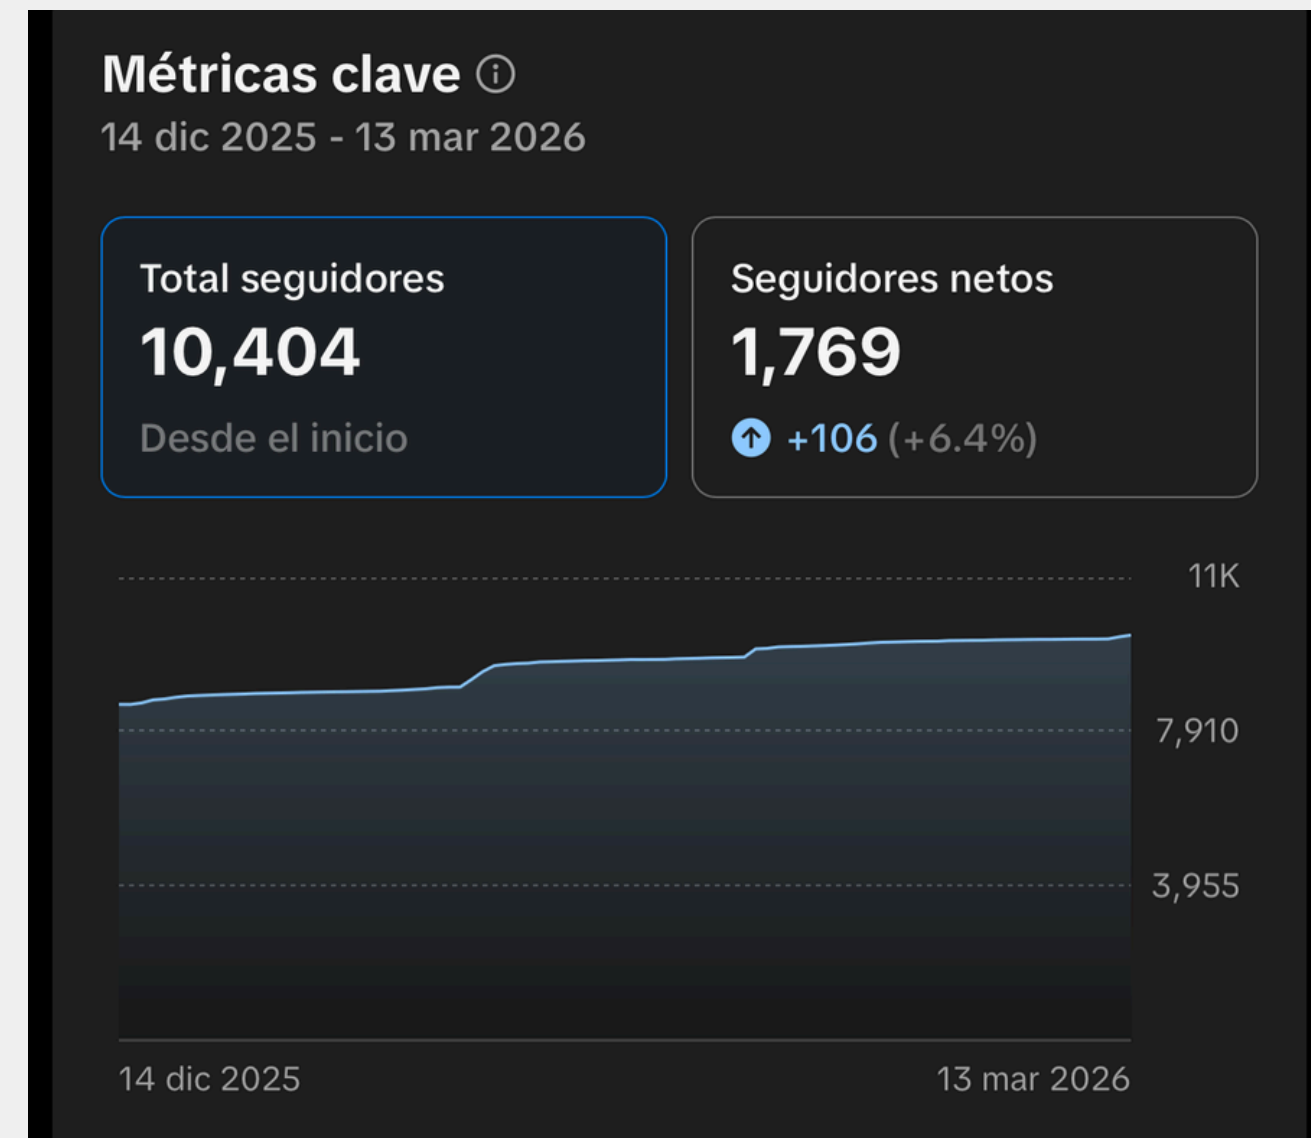 Métricas clave
14 dic 2025 - 13 mar 2026
Total seguidores
10,404
Desde el inicio
Seguidores netos
1,769
+106 (+6.4%)
11K
7,910
3,955
14 dic 2025
13 mar 2026